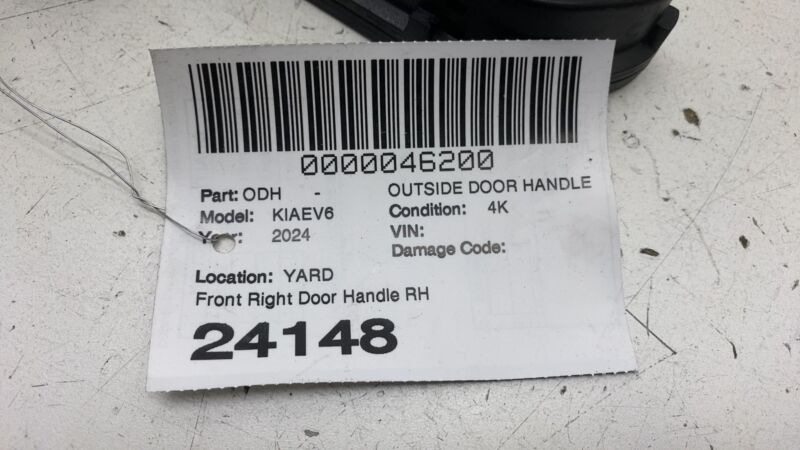 0000046200
Part: ODH - OUTSIDE DOOR HANDLE
Model: KIAEV6 Condition: 4K
Year: 2024 VIN:
Damage Code:
Location: YARD
Front Right Door Handle RH
24148